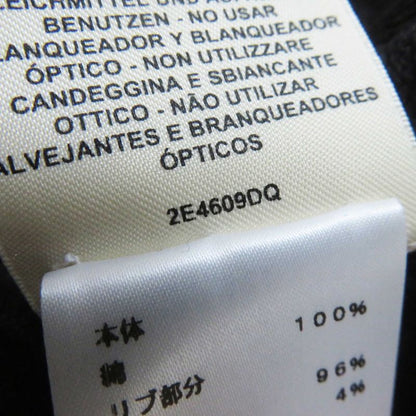 BENUTZEN - NO USAR
BLANQUEADOR Y BLANQUEADOR
ÓPTICO - NON UTILIZZARE
CANDEGGINA E SBIANCANTE
OTTICO - NÃO UTILIZAR
ALVEJANTES E BRANQUEADORES
ÓPTICOS
2E4609DQ
本体
100%
綿
96%
リブ部分
4%